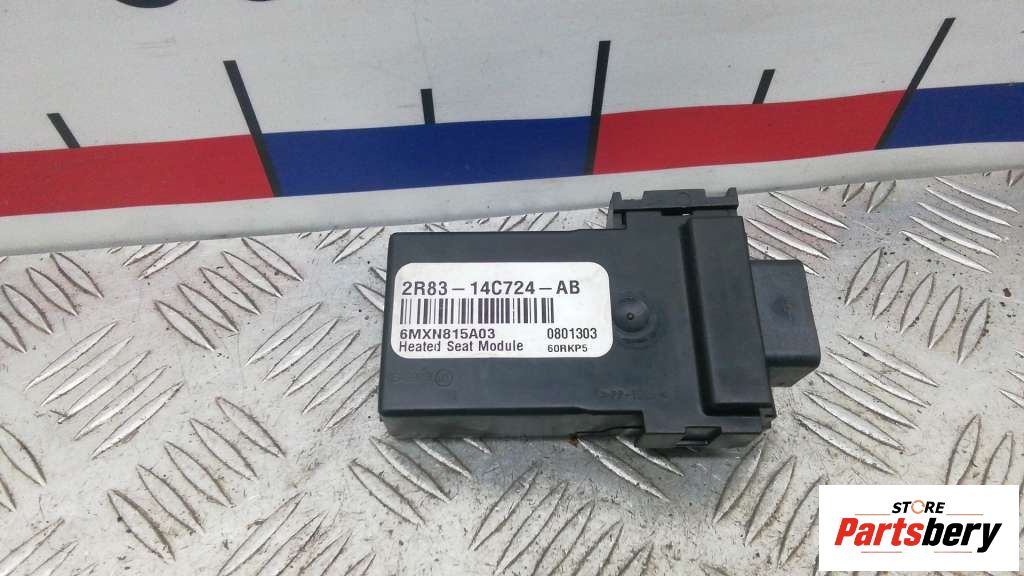 2R83-14C724-AB
6MXN815A03 0801303
Heated Seat Module 60RKP5
STORE
Partsbery